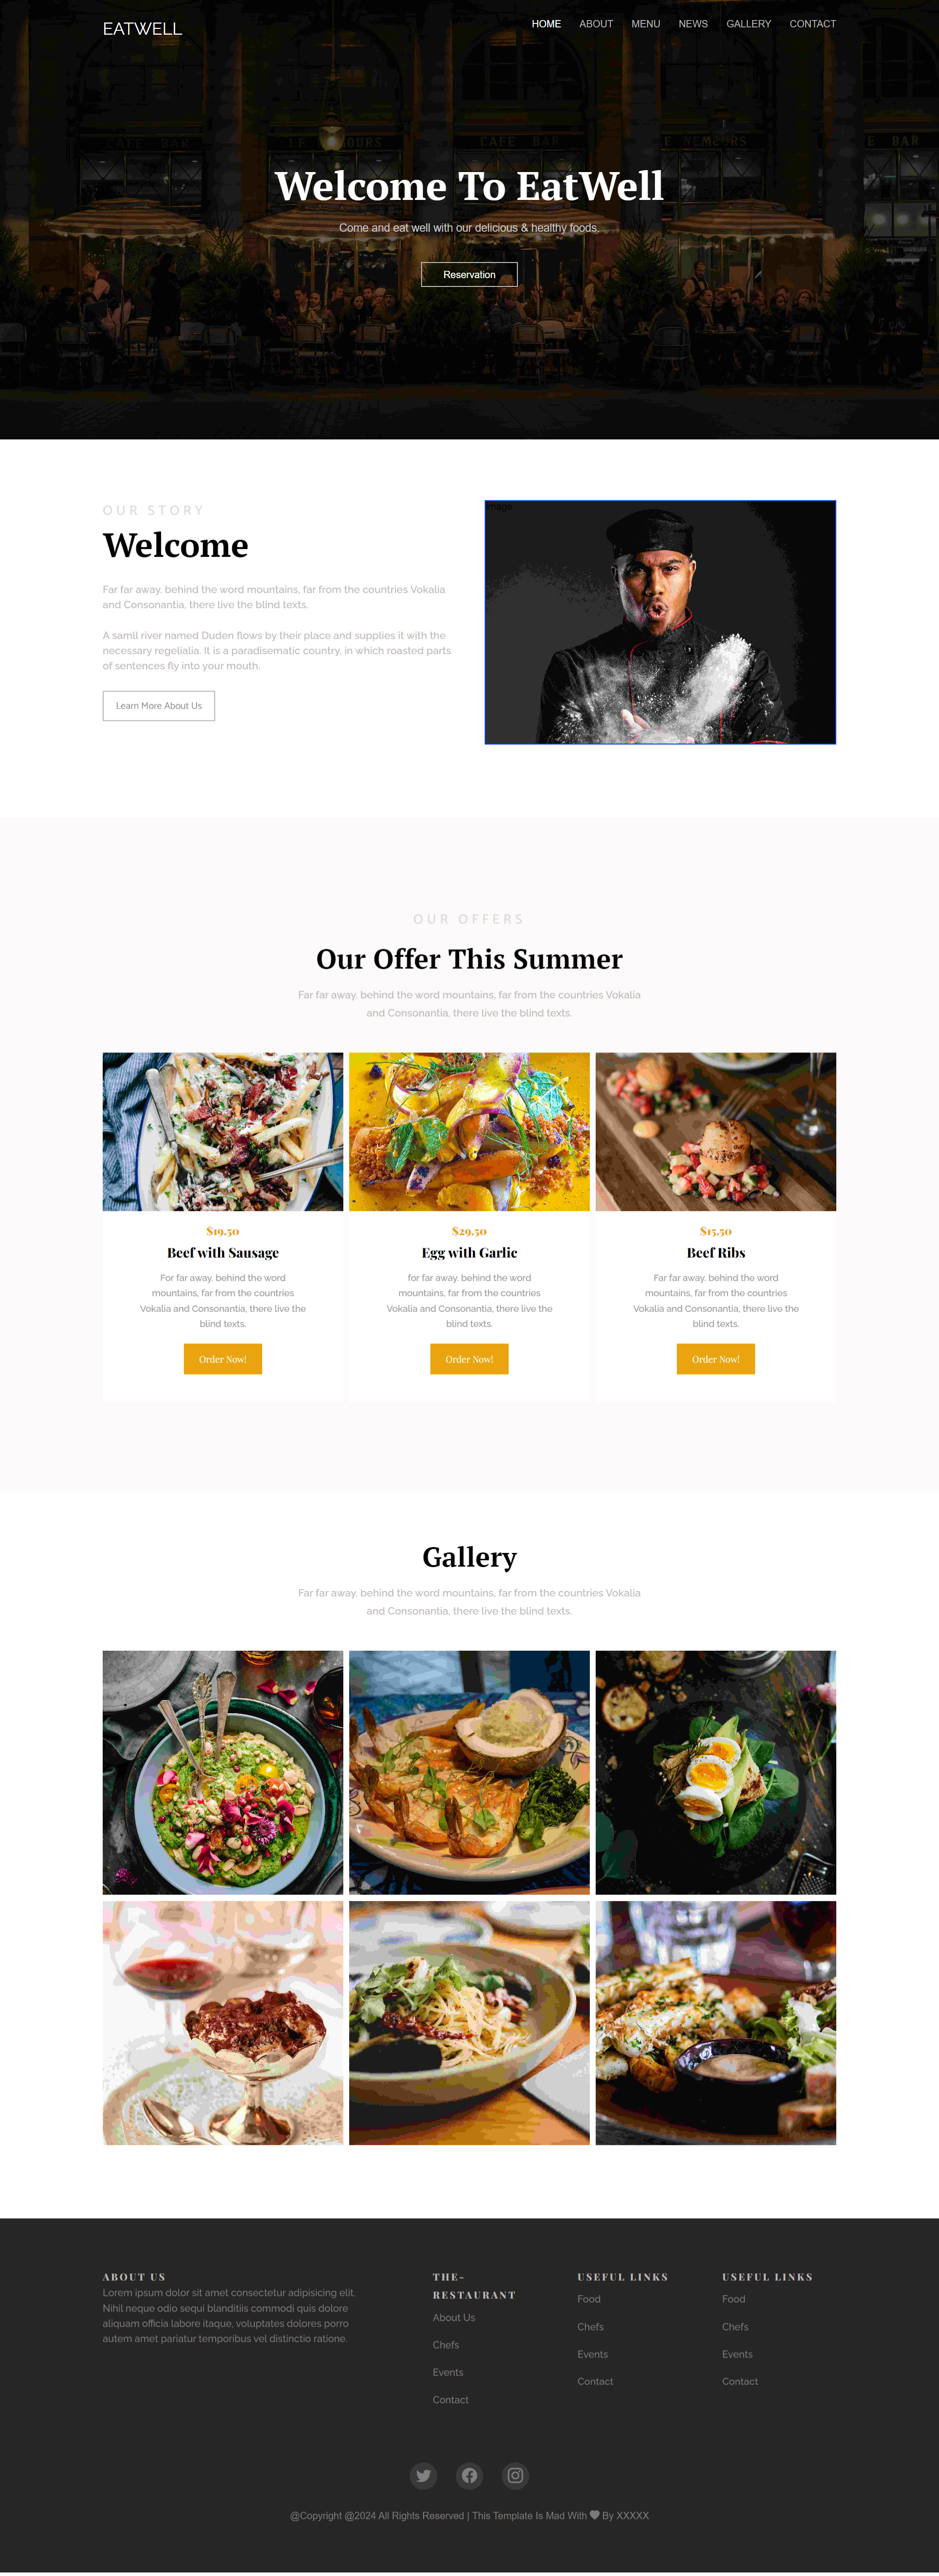 EATWELL
HOME ABOUT MENU NEWS GALLERY CONTACT
CAFE BAR
CAFE BAR
Welcome To EatWell
Come and eat well with our delicious & healthy foods.
Reservation
OUR STORY
Welcome
Far far away. behind the word mountains, far from the countries Vokalia
and Consonantia, there live the blind texts.
A samll river named Duden flows by their place and supplies it with the
necessary regelialia. It is a paradisematic country, in which roasted parts
of sentences fly into your mouth.
Learn More About Us
image
OUR OFFERS
Our Offer This Summer
Far far away. behind the word mountains, far from the countries Vokalia
and Consonantia, there live the blind texts.
$19.50
Beef with Sausage
For far away. behind the word
mountains, far from the countries
Vokalia and Consonantia, there live the
blind texts.
Order Now!
$29.50
Egg with Garlic
for far away. behind the word
mountains, far from the countries
Vokalia and Consonantia, there live the
blind texts.
Order Now!
$15.50
Beef Ribs
Far far away. behind the word
mountains, far from the countries
Vokalia and Consonantia, there live the
blind texts.
Order Now!
Gallery
Far far away. behind the word mountains, far from the countries Vokalia
and Consonantia, there live the blind texts.
ABOUT US
Lorem ipsum dolor sit amet consectetur adipisicing elit.
Nihil neque odio sequi blanditiis commodi quis dolore
aliquam officia labore itaque, voluptates dolores porro
autem amet pariatur temporibus vel distinctio ratione.
THE-
RESTAURANT
About Us
Chefs
Events
Contact
USEFUL LINKS
Food
Chefs
Events
Contact
USEFUL LINKS
Food
Chefs
Events
Contact
@Copyright @2024 All Rights Reserved | This Template Is Mad With By XXXXX